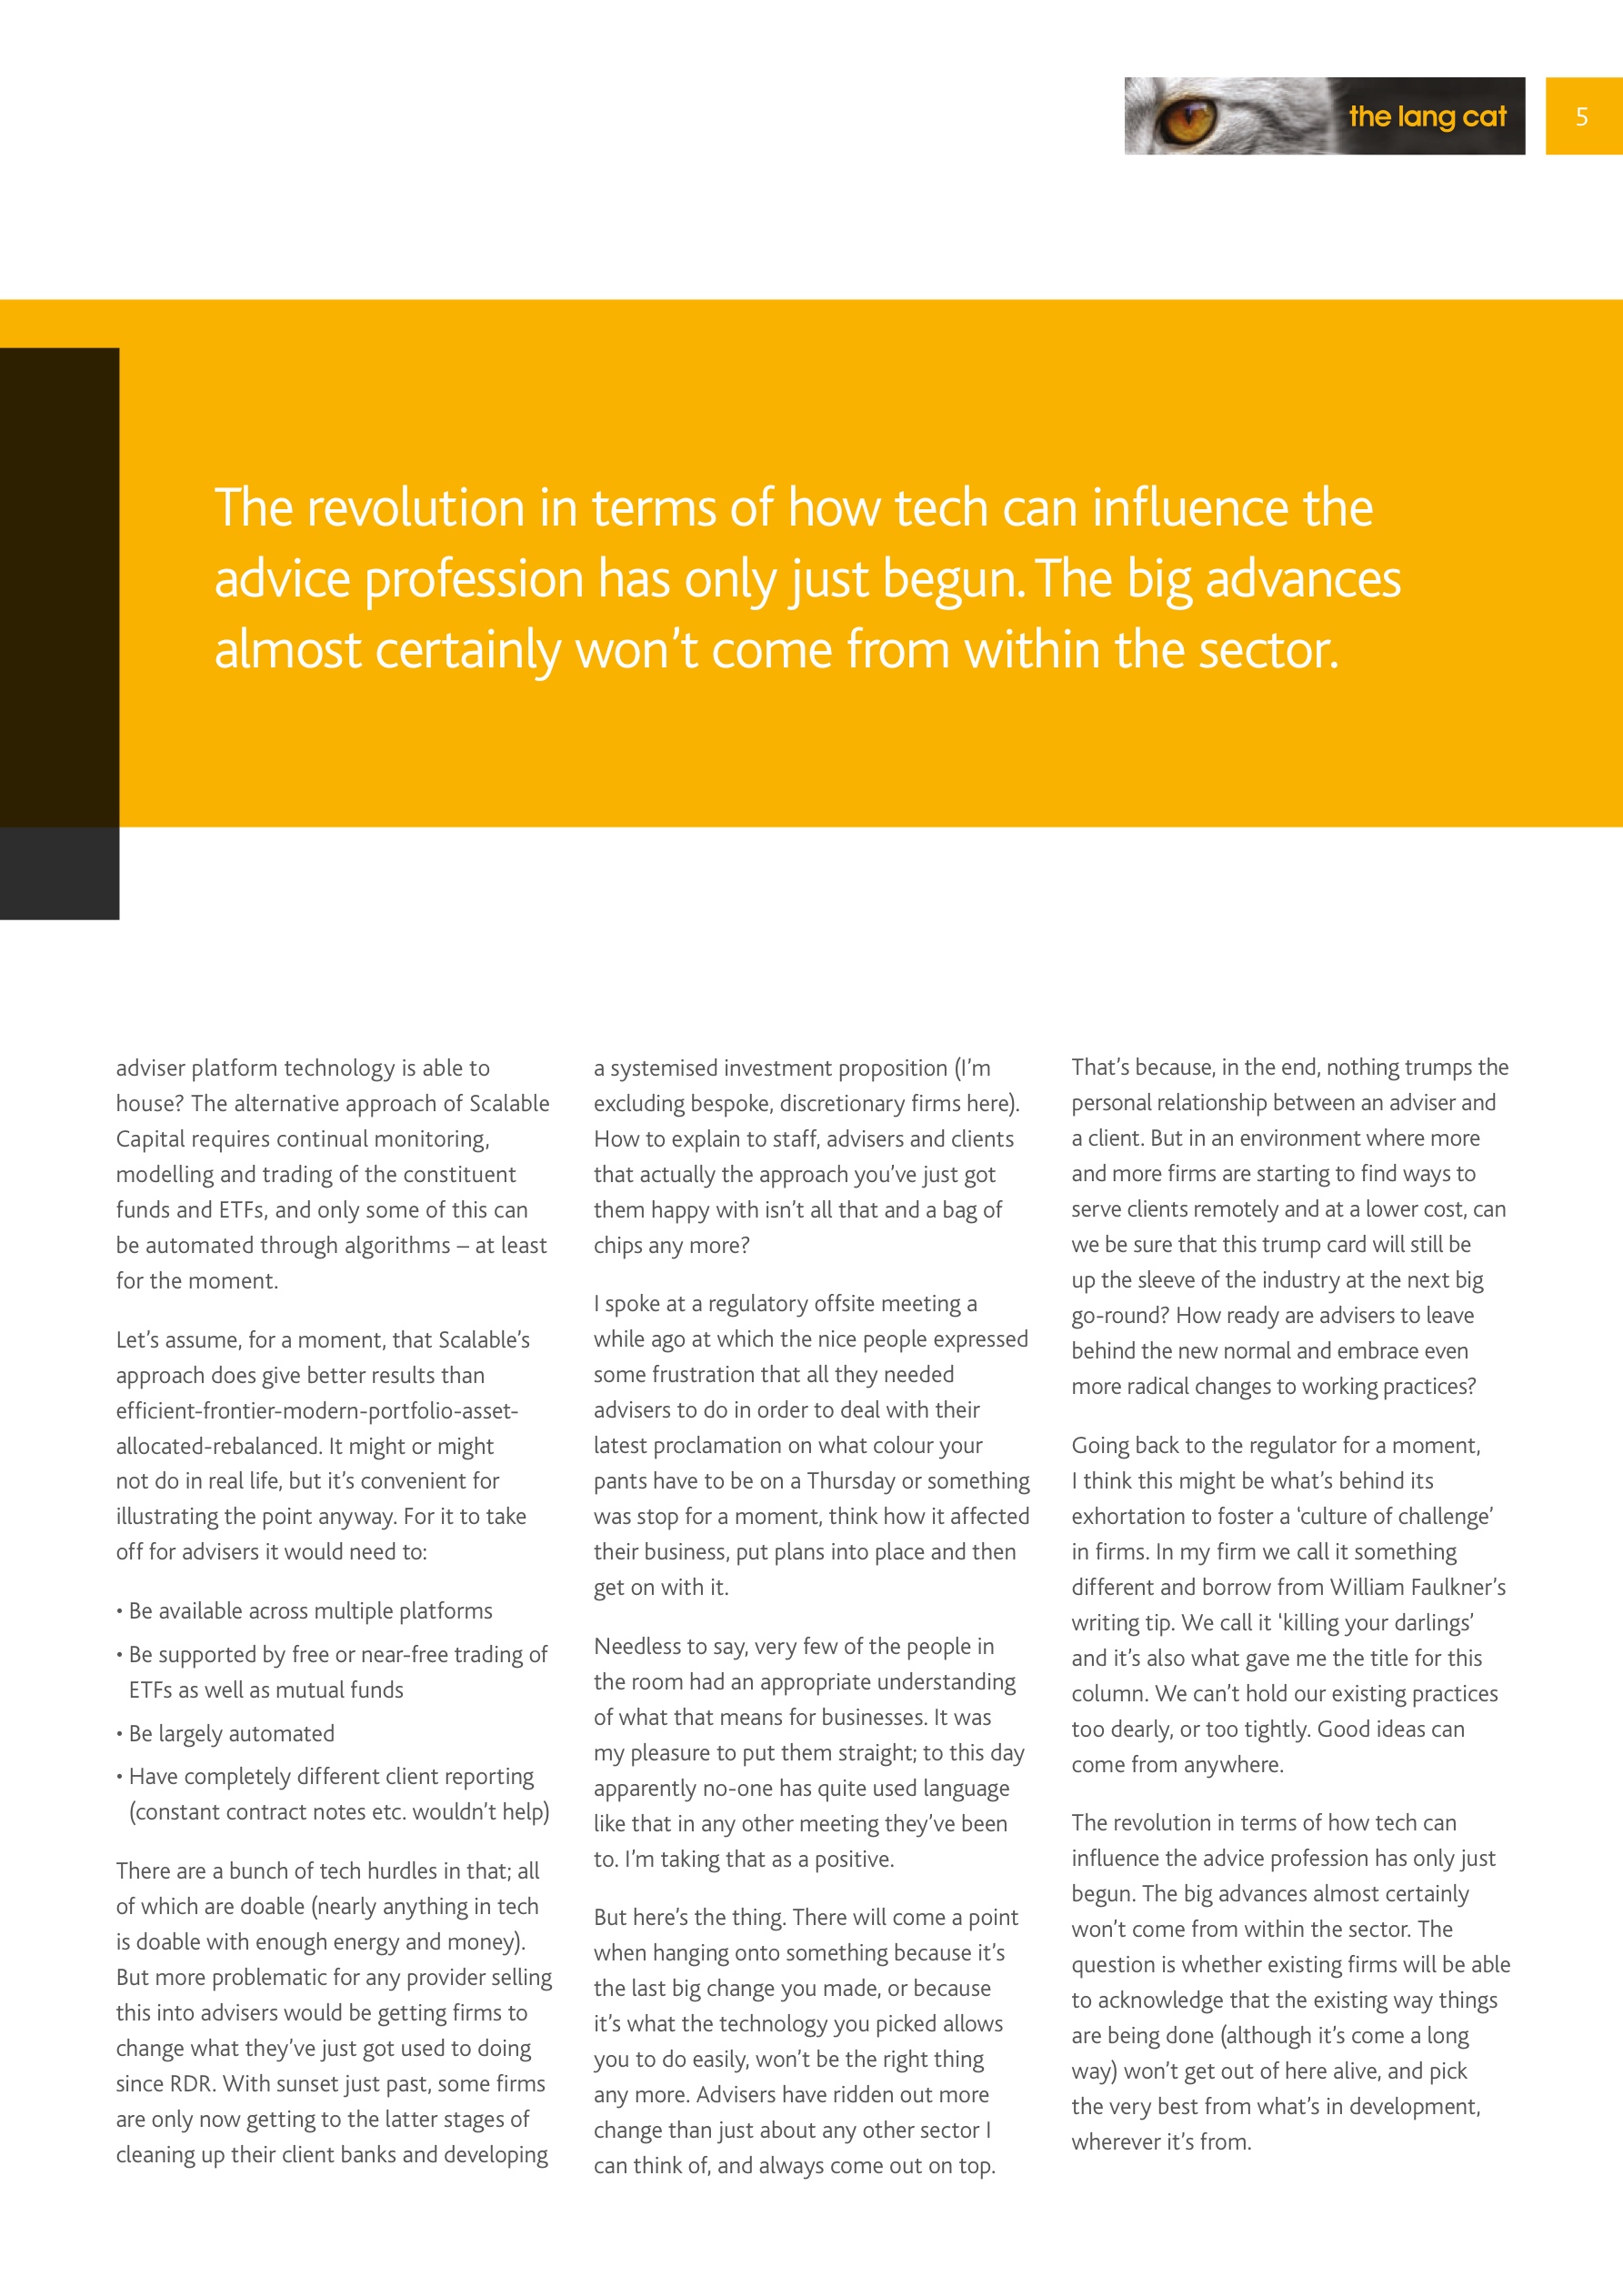 the lang cat
5
The revolution in terms of how tech can influence the
advice profession has only just begun. The big advances
almost certainly won’t come from within the sector.
adviser platform technology is able to
house? The alternative approach of Scalable
Capital requires continual monitoring,
modelling and trading of the constituent
funds and ETFs, and only some of this can
be automated through algorithms – at least
for the moment.
Let’s assume, for a moment, that Scalable’s
approach does give better results than
efficient-frontier-modern-portfolio-asset-
allocated-rebalanced. It might or might
not do in real life, but it’s convenient for
illustrating the point anyway. For it to take
off for advisers it would need to:
• Be available across multiple platforms
• Be supported by free or near-free trading of
ETFs as well as mutual funds
• Be largely automated
• Have completely different client reporting
(constant contract notes etc. wouldn’t help)
There are a bunch of tech hurdles in that; all
of which are doable (nearly anything in tech
is doable with enough energy and money).
But more problematic for any provider selling
this into advisers would be getting firms to
change what they’ve just got used to doing
since RDR. With sunset just past, some firms
are only now getting to the latter stages of
cleaning up their client banks and developing
a systemised investment proposition (I’m
excluding bespoke, discretionary firms here).
How to explain to staff, advisers and clients
that actually the approach you’ve just got
them happy with isn’t all that and a bag of
chips any more?
I spoke at a regulatory offsite meeting a
while ago at which the nice people expressed
some frustration that all they needed
advisers to do in order to deal with their
latest proclamation on what colour your
pants have to be on a Thursday or something
was stop for a moment, think how it affected
their business, put plans into place and then
get on with it.
Needless to say, very few of the people in
the room had an appropriate understanding
of what that means for businesses. It was
my pleasure to put them straight; to this day
apparently no-one has quite used language
like that in any other meeting they’ve been
to. I’m taking that as a positive.
But here’s the thing. There will come a point
when hanging onto something because it’s
the last big change you made, or because
it’s what the technology you picked allows
you to do easily, won’t be the right thing
any more. Advisers have ridden out more
change than just about any other sector I
can think of, and always come out on top.
That’s because, in the end, nothing trumps the
personal relationship between an adviser and
a client. But in an environment where more
and more firms are starting to find ways to
serve clients remotely and at a lower cost, can
we be sure that this trump card will still be
up the sleeve of the industry at the next big
go-round? How ready are advisers to leave
behind the new normal and embrace even
more radical changes to working practices?
Going back to the regulator for a moment,
I think this might be what’s behind its
exhortation to foster a ‘culture of challenge’
in firms. In my firm we call it something
different and borrow from William Faulkner’s
writing tip. We call it ‘killing your darlings’
and it’s also what gave me the title for this
column. We can’t hold our existing practices
too dearly, or too tightly. Good ideas can
come from anywhere.
The revolution in terms of how tech can
influence the advice profession has only just
begun. The big advances almost certainly
won’t come from within the sector. The
question is whether existing firms will be able
to acknowledge that the existing way things
are being done (although it’s come a long
way) won’t get out of here alive, and pick
the very best from what’s in development,
wherever it’s from.